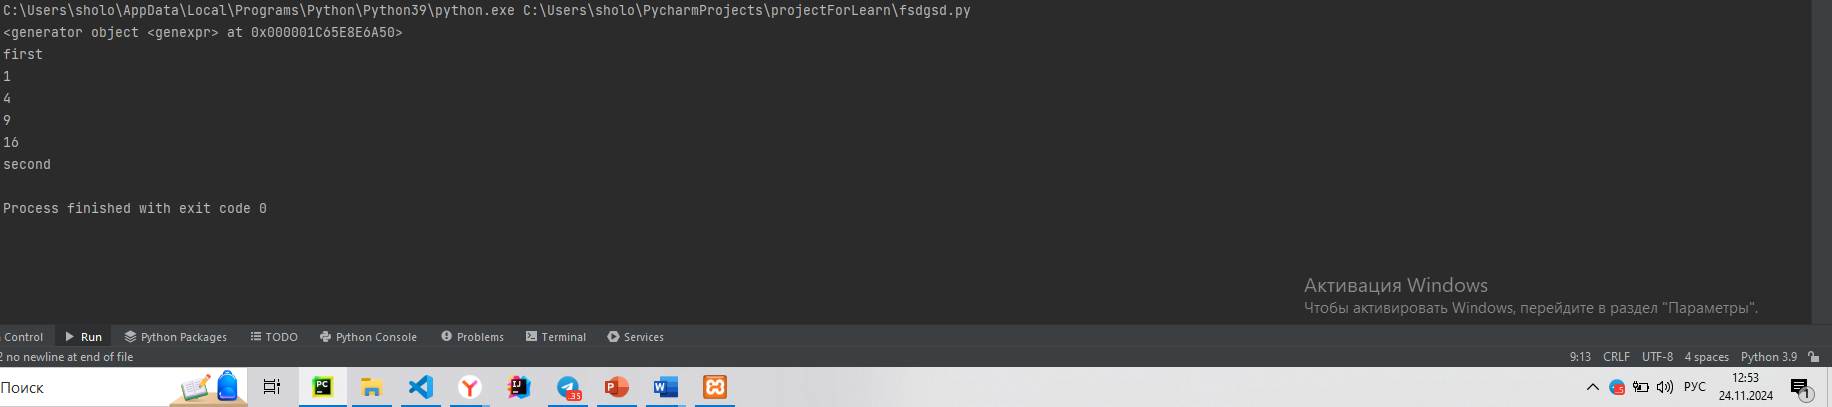 C:\Users\sholo\AppData\Local\Programs\Python\Python39\python.exe C:\Users\sholo\PycharmProjects\projectForLearn\fsdgsd.py
<generator object <genexpr> at 0x000001C65E8E6A50>
first
1
4
9
16
second
Process finished with exit code 0
Активация Windows
Чтобы активировать Windows, перейдите в раздел "Параметры".
Control Run Python Packages TODO Python Console Problems Terminal Services
2 no newline at end of file 9:13 CRLF UTF-8 4 spaces Python 3.9
Поиск PC Y IJ 35 P W 5 РУС 12:53
24.11.2024 1